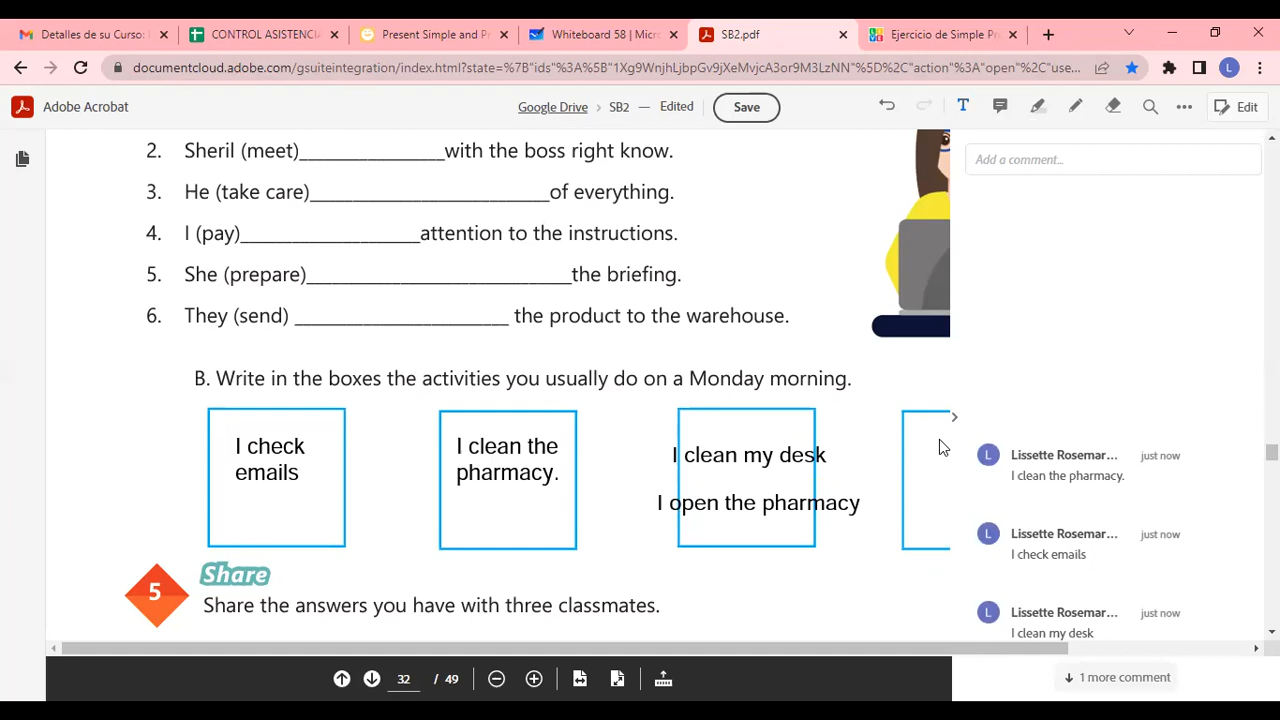 Detalles de su Curso:
CONTROL ASISTENCIA
Present Simple and Pr
Whiteboard 58 | Micr
SB2.pdf
Ejercicio de Simple Pr
documentcloud.adobe.com/gsuiteintegration/index.html?state=%7B"ids"%3A%5B"1Xg9WnjhLjbpGv9jXeMvjcA3or9M3LzNN"%5D%2C"action"%3A"open"%2C"use...
L
Adobe Acrobat
Google Drive > SB2 — Edited
Save
T
Edit
2. Sheril (meet)_______________with the boss right know.
3. He (take care)_________________________of everything.
4. I (pay)___________________attention to the instructions.
5. She (prepare)____________________________the briefing.
6. They (send) ______________________ the product to the warehouse.
B. Write in the boxes the activities you usually do on a Monday morning.
I check
emails
I clean the
pharmacy.
I clean my desk
I open the pharmacy
5
Share
Share the answers you have with three classmates.
Add a comment...
L Lissette Rosemar... just now
I clean the pharmacy.
L Lissette Rosemar... just now
I check emails
L Lissette Rosemar... just now
I clean my desk
1 more comment
32 / 49